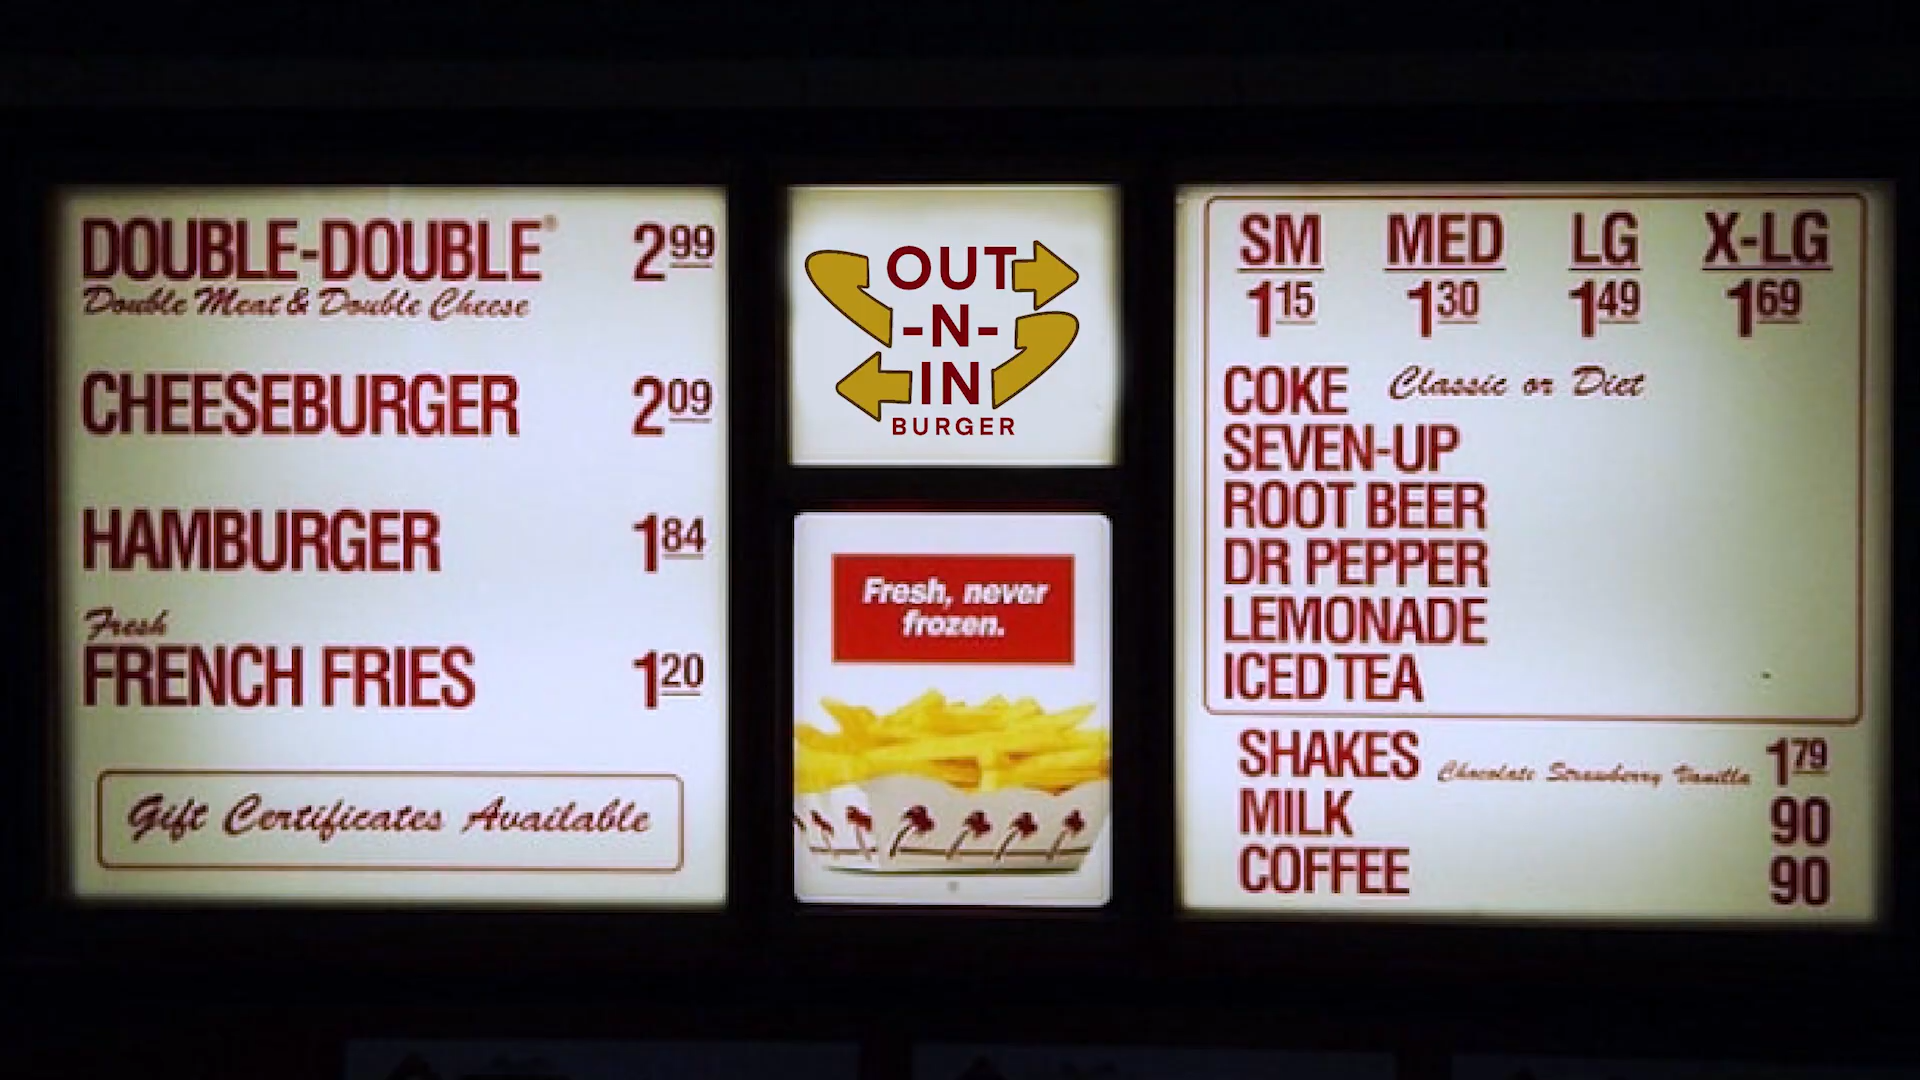 DOUBLE-DOUBLE® 2.99
Double Meat & Double Cheese
CHEESEBURGER 2.09
HAMBURGER 1.84
Fresh
FRENCH FRIES 1.20
Gift Certificates Available
OUT
-N-
IN
BURGER
Fresh, never
frozen.
SM MED LG X-LG
1.15 1.30 1.49 1.69
COKE Classic or Diet
SEVEN-UP
ROOT BEER
DR PEPPER
LEMONADE
ICED TEA
SHAKES Chocolate Strawberry Vanilla 1.79
MILK 90
COFFEE 90